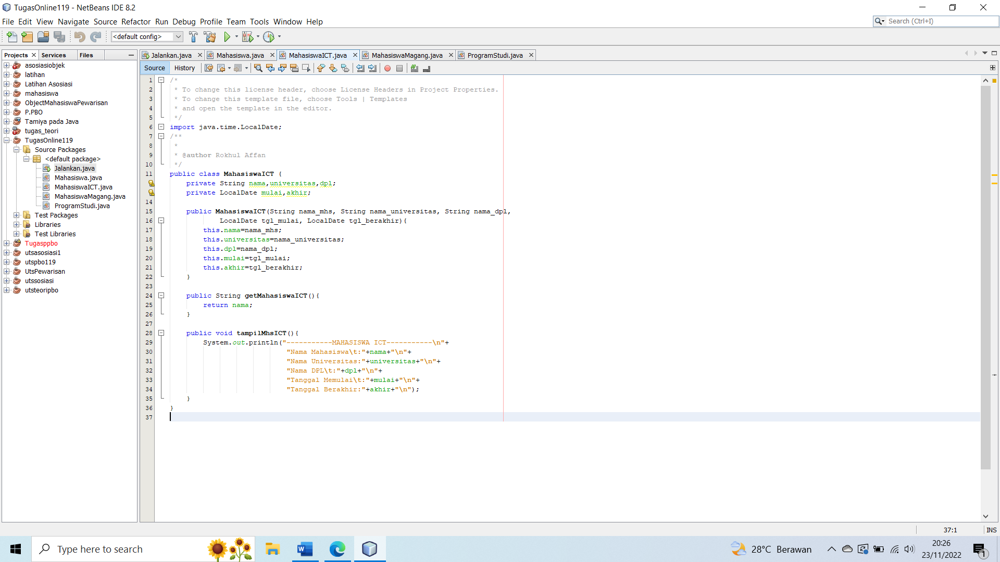 TugasOnline119 - NetBeans IDE 8.2
File Edit View Navigate Source Refactor Run Debug Profile Team Tools Window Help
Search (Ctrl+I)
<default config>
Projects Services Files
Jalankan.java Mahasiswa.java MahasiswaICT.java MahasiswaMagang.java ProgramStudi.java
Source History
asosiasiobjek
latihan
Latihan Asosiasi
mahasiswa
ObjectMahasiswaPewarisan
P.PBO
Tamiya pada Java
tugas_teori
TugasOnline119
Source Packages
<default package>
Jalankan.java
Mahasiswa.java
MahasiswaICT.java
MahasiswaMagang.java
ProgramStudi.java
Test Packages
Libraries
Test Libraries
Tugasppbo
utsasosiasi1
utspbo119
UtsPewarisan
utssosiasi
utsteoripbo
1 /*
2 * To change this license header, choose License Headers in Project Properties.
3 * To change this template file, choose Tools | Templates
4 * and open the template in the editor.
5 */
6 import java.time.LocalDate;
7 /**
8 *
9 * @author Rokhul Affan
10 */
11 public class MahasiswaICT {
private String nama,universitas,dpl;
private LocalDate mulai,akhir;
14
15 public MahasiswaICT(String nama_mhs, String nama_universitas, String nama_dpl,
16 LocalDate tgl_mulai, LocalDate tgl_berakhir){
17 this.nama=nama_mhs;
18 this.universitas=nama_universitas;
19 this.dpl=nama_dpl;
20 this.mulai=tgl_mulai;
21 this.akhir=tgl_berakhir;
22 }
23
24 public String getMahasiswaICT(){
25 return nama;
26 }
27
28 public void tampilMhsICT(){
29 System.out.println("-----------MAHASISWA ICT-----------\n"+
30 "Nama Mahasiswa\t:"+nama+"\n"+
31 "Nama Universitas:"+universitas+"\n"+
32 "Nama DPL\t:"+dpl+"\n"+
33 "Tanggal Memulai\t:"+mulai+"\n"+
34 "Tanggal Berakhir:"+akhir+"\n");
35 }
36 }
37
37:1 INS
Type here to search
28°C Berawan
20:26
23/11/2022
1